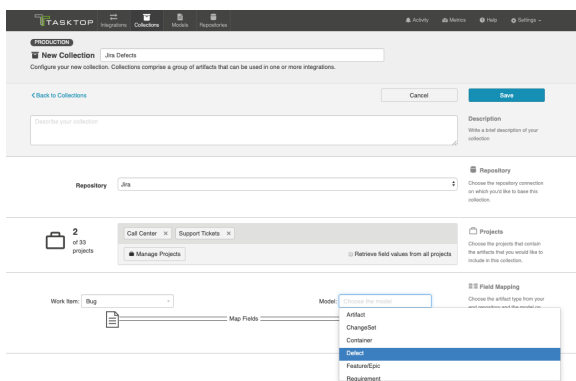 TASKTOP
Integrations
Collections
Models
Repositories
Activity
Metrics
Help
Settings
PRODUCTION
New Collection
Jira Defects
Configure your new collection. Collections comprise a group of artifacts that can be used in one or more integrations.
Back to Collections
Cancel
Save
Describe your collection
Description
Write a brief description of your
collection
Repository
Jira
Repository
Choose the repository connection
on which you'd like to base this
collection.
2
of 33
projects
Call Center ×
Support Tickets ×
Manage Projects
Retrieve field values from all projects
Projects
Choose the projects that contain
the artifacts that you would like to
include in this collection.
Work Item: Bug
Model: Choose the model
Map Fields
Artifact
ChangeSet
Container
Defect
Feature/Epic
Requirement
Field Mapping
Choose the artifact type from your